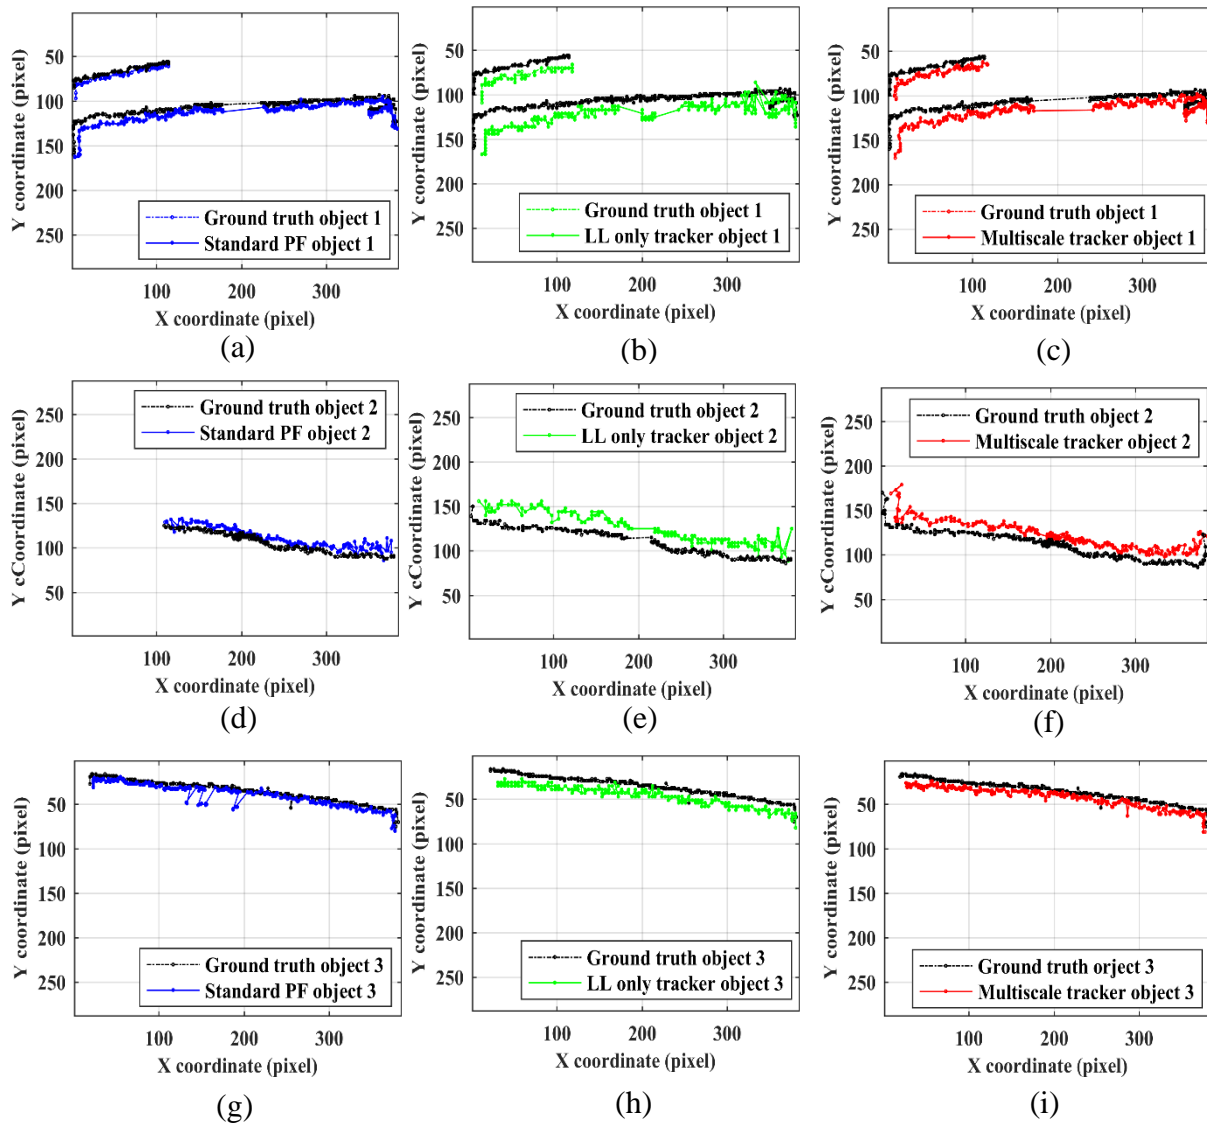 50
100
150
200
250
Y coordinate (pixel)
Ground truth object 1
Standard PF object 1
100
200
300
X coordinate (pixel)
(a)
50
100
150
200
250
Y coordinate (pixel)
Ground truth object 1
LL only tracker object 1
100
200
300
X coordinate (pixel)
(b)
50
100
150
200
250
Y coordinate (pixel)
Ground truth object 1
Multiscale tracker object 1
100
200
300
X coordinate (pixel)
(c)
250
200
150
100
50
Y cCoordinate (pixel)
Ground truth object 2
Standard PF object 2
100
200
300
X coordinate (pixel)
(d)
250
200
150
100
50
Y cCoordinate (pixel)
Ground truth object 2
LL only tracker object 2
100
200
300
X coordinate (pixel)
(e)
250
200
150
100
50
Y cCoordinate (pixel)
Ground truth object 2
Multiscale tracker object 2
100
200
300
X coordinate (pixel)
(f)
50
100
150
200
250
Y coordinate (pixel)
Ground truth object 3
Standard PF object 3
100
200
300
X coordinate (pixel)
(g)
50
100
150
200
250
Y coordinate (pixel)
Ground truth object 3
LL only tracker object 3
100
200
300
X coordinate (pixel)
(h)
50
100
150
200
250
Y coordinate (pixel)
Ground truth orject 3
Multiscale tracker object 3
100
200
300
X coordinate (pixel)
(i)